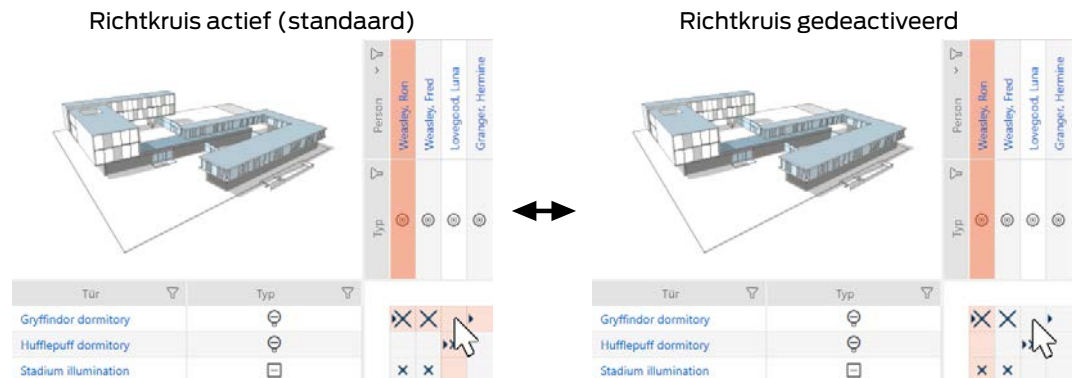 Richtkruis actief (standaard)
Richtkruis gedeactiveerd
Person
Weasley, Ron
Weasley, Fred
Lovegood, Luna
Granger, Hermine
Typ
Tür Typ
Gryffindor dormitory
Hufflepuff dormitory
Stadium illumination
Person
Weasley, Ron
Weasley, Fred
Lovegood, Luna
Granger, Hermine
Typ
Tür Typ
Gryffindor dormitory
Hufflepuff dormitory
Stadium illumination